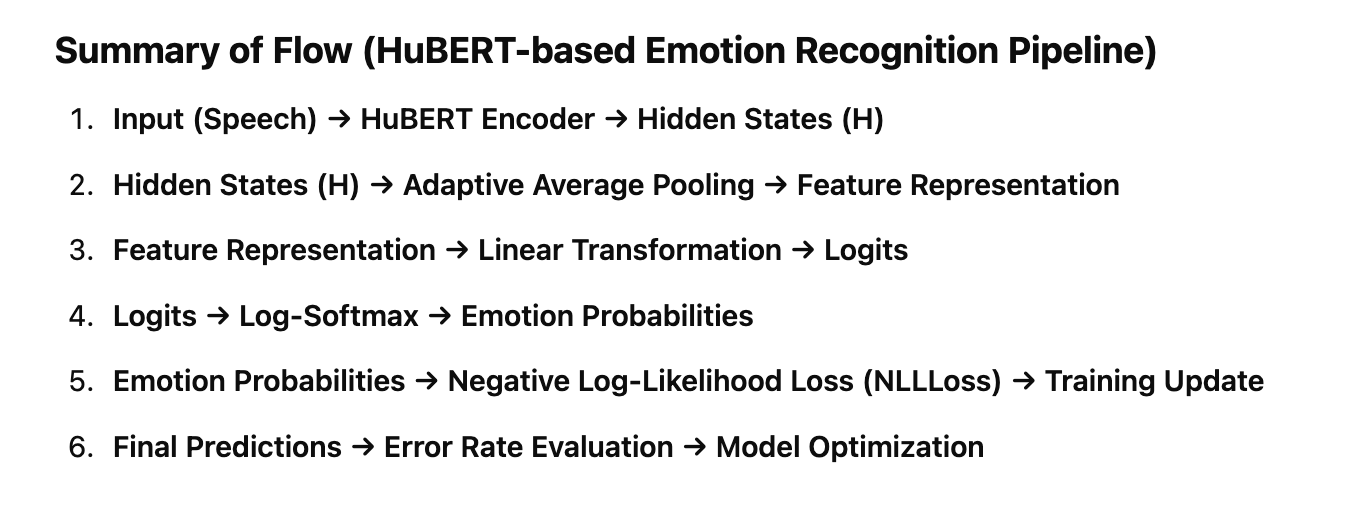 Summary of Flow (HuBERT-based Emotion Recognition Pipeline)
1. Input (Speech) → HuBERT Encoder → Hidden States (H)
2. Hidden States (H) → Adaptive Average Pooling → Feature Representation
3. Feature Representation → Linear Transformation → Logits
4. Logits → Log-Softmax → Emotion Probabilities
5. Emotion Probabilities → Negative Log-Likelihood Loss (NLLLoss) → Training Update
6. Final Predictions → Error Rate Evaluation → Model Optimization